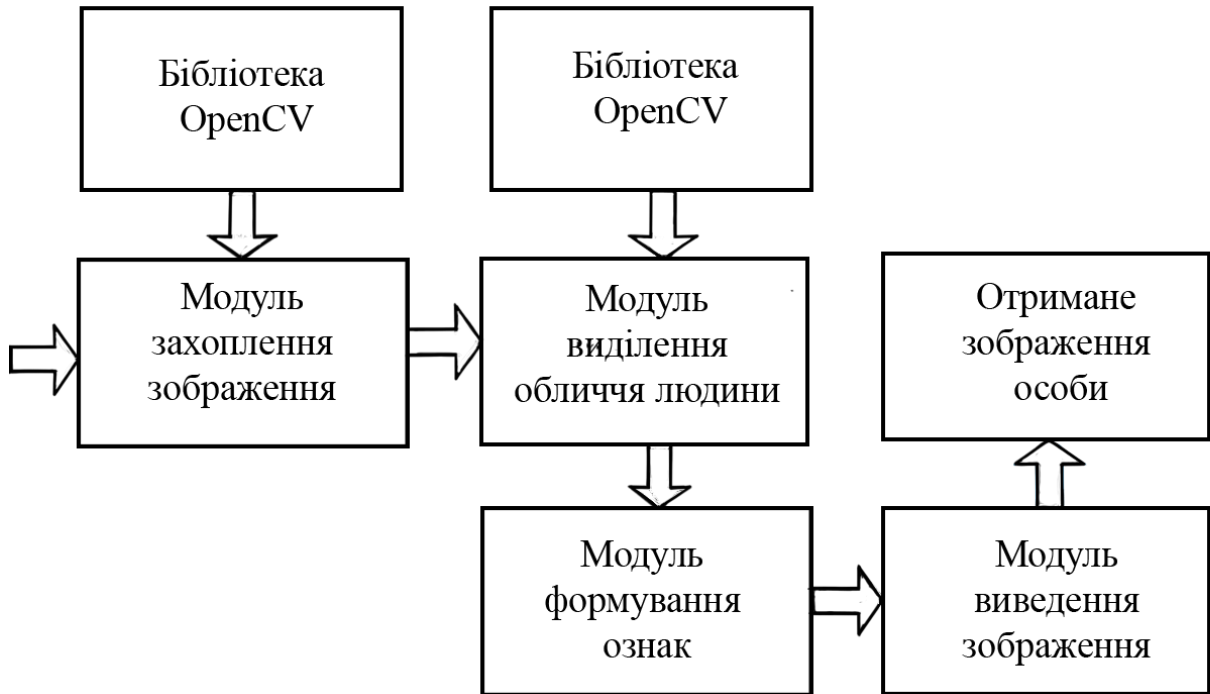 Бібліотека
OpenCV
Бібліотека
OpenCV
Модуль
захоплення
зображення
Модуль
виділення
обличчя людини
Отримане
зображення
особи
Модуль
формування
ознак
Модуль
виведення
зображення